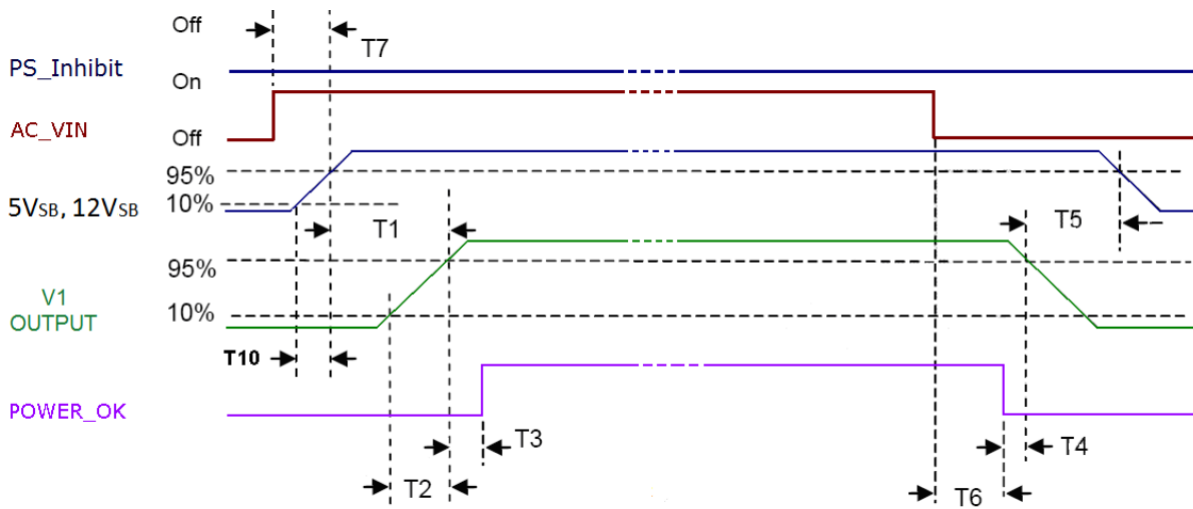 Off
T7
PS_Inhibit
On
AC_VIN
Off
95%
10%
5VSB, 12VSB
T1
T5
95%
V1
OUTPUT
10%
T10
POWER_OK
T3
T4
T2
T6